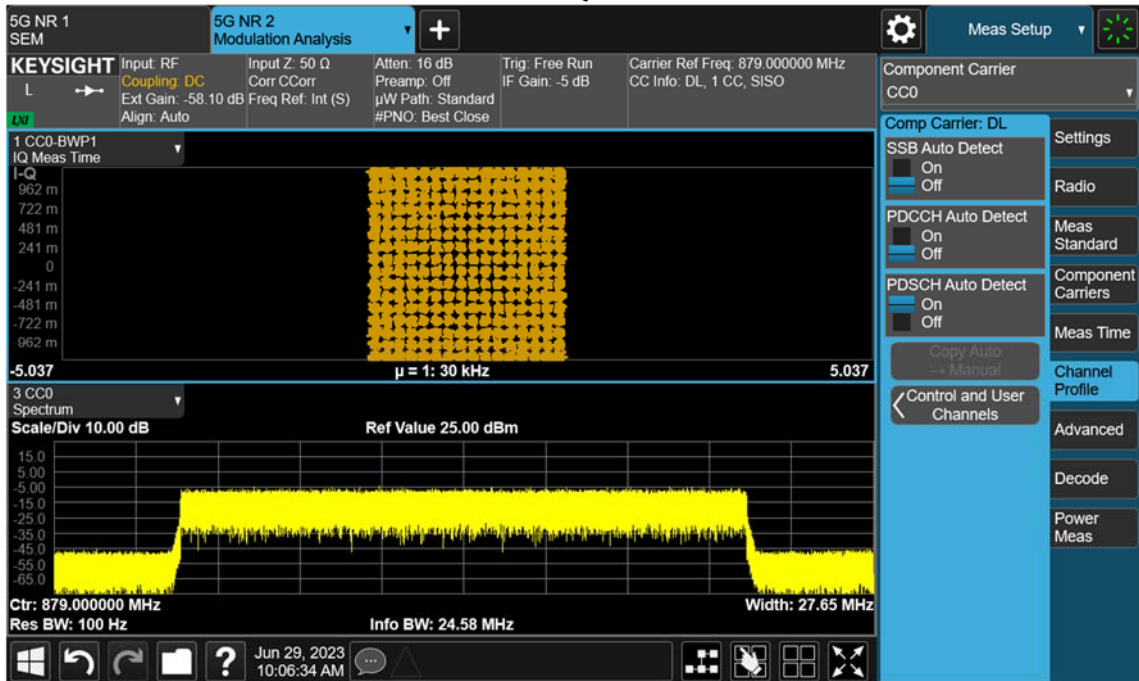 5G NR 1
SEM
5G NR 2
Modulation Analysis
Meas Setup
KEYSIGHT
L
LXI
Input: RF
Coupling: DC
Ext Gain: -58.10 dB
Align: Auto
Input Z: 50 Ω
Corr CCorr
Freq Ref: Int (S)
Atten: 16 dB
Preamp: Off
µW Path: Standard
#PNO: Best Close
Trig: Free Run
IF Gain: -5 dB
Carrier Ref Freq: 879.000000 MHz
CC Info: DL, 1 CC, SISO
Component Carrier
CC0
1 CC0-BWP1
IQ Meas Time
I-Q
962 m
722 m
481 m
241 m
0
-241 m
-481 m
-722 m
-962 m
-5.037
µ = 1: 30 kHz
5.037
3 CC0
Spectrum
Scale/Div 10.00 dB
Ref Value 25.00 dBm
15.0
5.00
-5.00
-15.0
-25.0
-35.0
-45.0
-55.0
-65.0
Ctr: 879.000000 MHz
Width: 27.65 MHz
Res BW: 100 Hz
Info BW: 24.58 MHz
Comp Carrier: DL
SSB Auto Detect
On
Off
PDCCH Auto Detect
On
Off
PDSCH Auto Detect
On
Off
Copy Auto
→ Manual
Control and User
Channels
Settings
Radio
Meas
Standard
Component
Carriers
Meas Time
Channel
Profile
Advanced
Decode
Power
Meas
?
Jun 29, 2023
10:06:34 AM